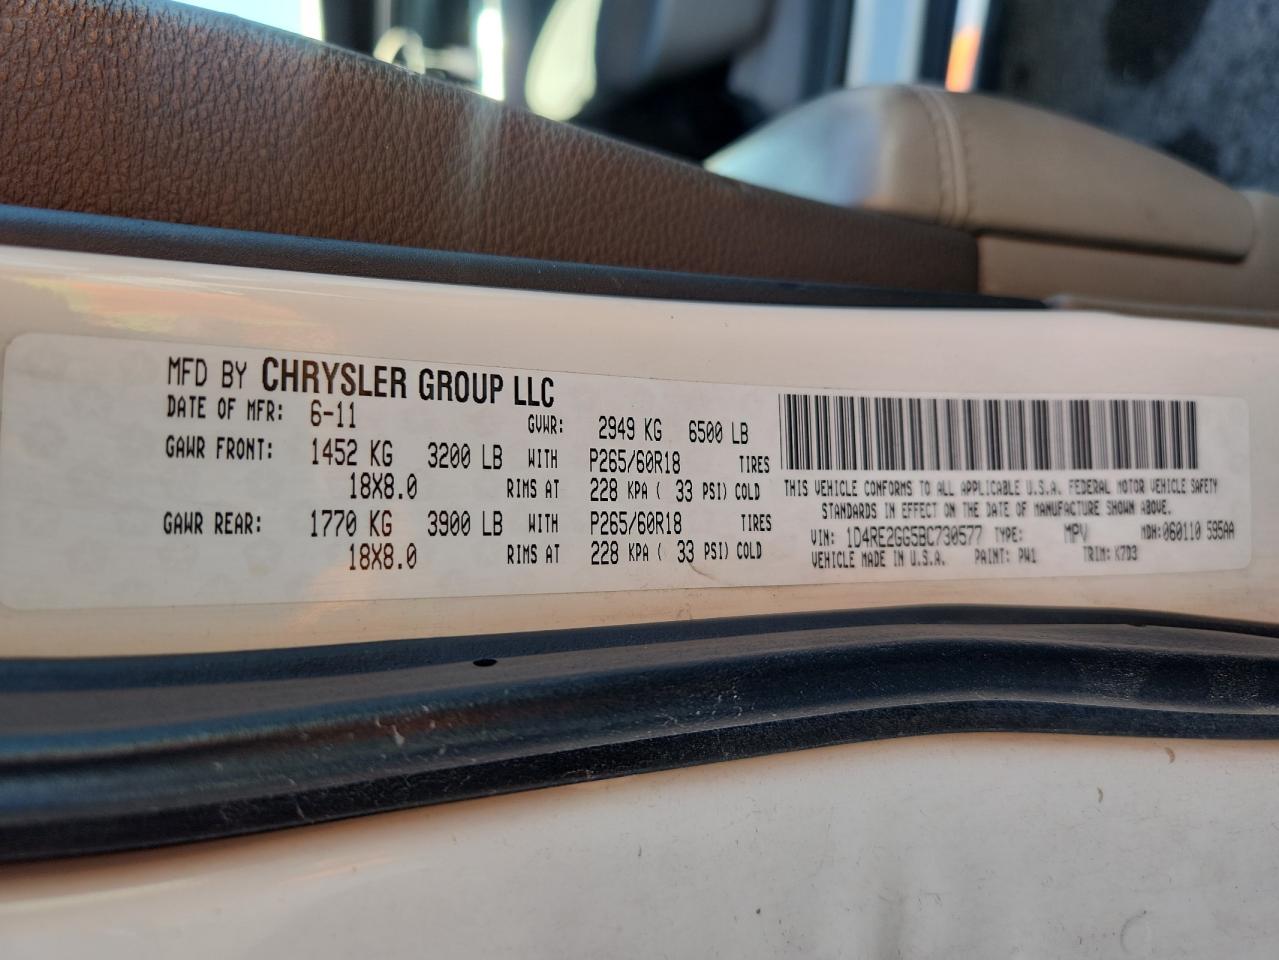 MFD BY CHRYSLER GROUP LLC
DATE OF MFR: 6-11 GVWR: 2949 KG 6500 LB
GAWR FRONT: 1452 KG 3200 LB WITH P265/60R18 TIRES
18X8.0 RIMS AT 228 KPA ( 33 PSI) COLD
GAWR REAR: 1770 KG 3900 LB WITH P265/60R18 TIRES
18X8.0 RIMS AT 228 KPA ( 33 PSI) COLD
THIS VEHICLE CONFORMS TO ALL APPLICABLE U.S.A. FEDERAL MOTOR VEHICLE SAFETY
STANDARDS IN EFFECT ON THE DATE OF MANUFACTURE SHOWN ABOVE.
VIN: 1D4RE2GG5BC730577 TYPE: MPV MDH: 060110 595AA
VEHICLE MADE IN U.S.A. PAINT: PW1 TRIM: K7D3